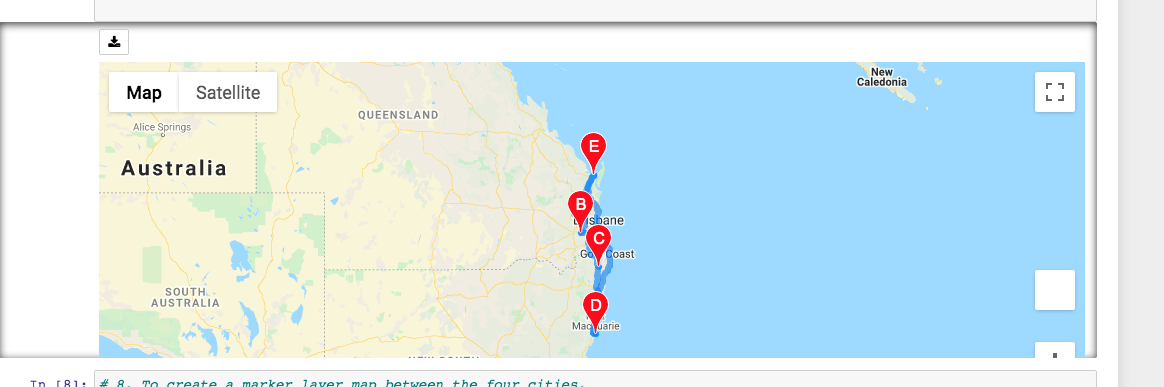 Map
Satellite
New
Caledonia
QUEENSLAND
Alice Springs
Australia
E
B
Brisbane
C
Gold Coast
SOUTH
AUSTRALIA
D
Macquarie
NEW SOUTH
In [8]: # 8. To create a marker layer map between the four cities.